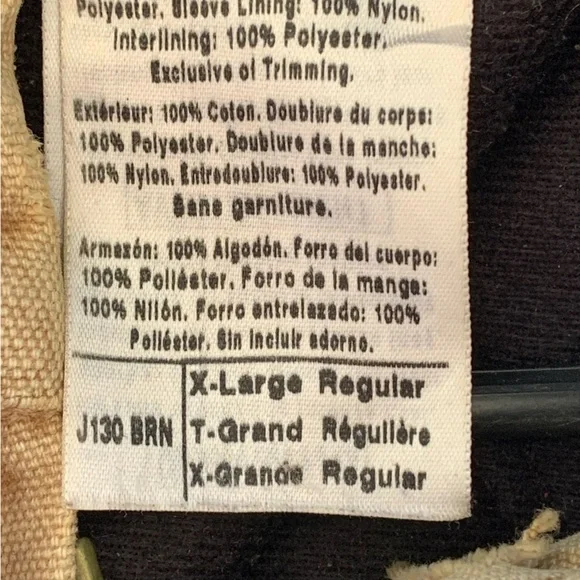 Polyester. Sleeve Lining: 100% Nylon.
Interlining: 100% Polyester.
Exclusive of Trimming.
Extérieur: 100% Coton. Doublure du corps:
100% Polyester. Doublure de la manche:
100% Nylon. Entredoublure: 100% Polyester.
Sans garniture.
Armazón: 100% Algodón. Forro del cuerpo:
100% Poliéster. Forro de la manga:
100% Nilón. Forro entrelazado: 100%
Poliéster. Sin incluir adorno.
J130 BRN
X-Large Regular
T-Grand Régulière
X-Grande Regular